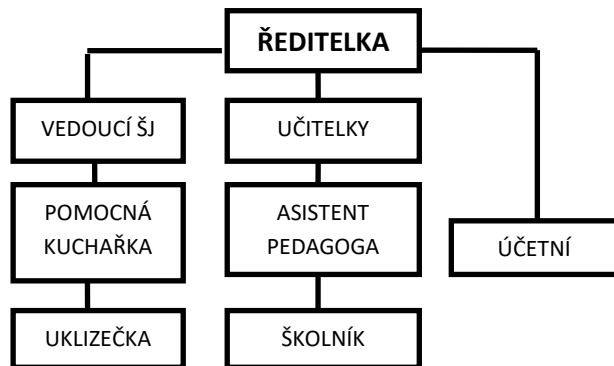 ŘEDITELKA
VEDOUCÍ ŠJ
UČITELKY
POMOCNÁ
KUCHAŘKA
ASISTENT
PEDAGOGA
ÚČETNÍ
UKLIZEČKA
ŠKOLNÍK